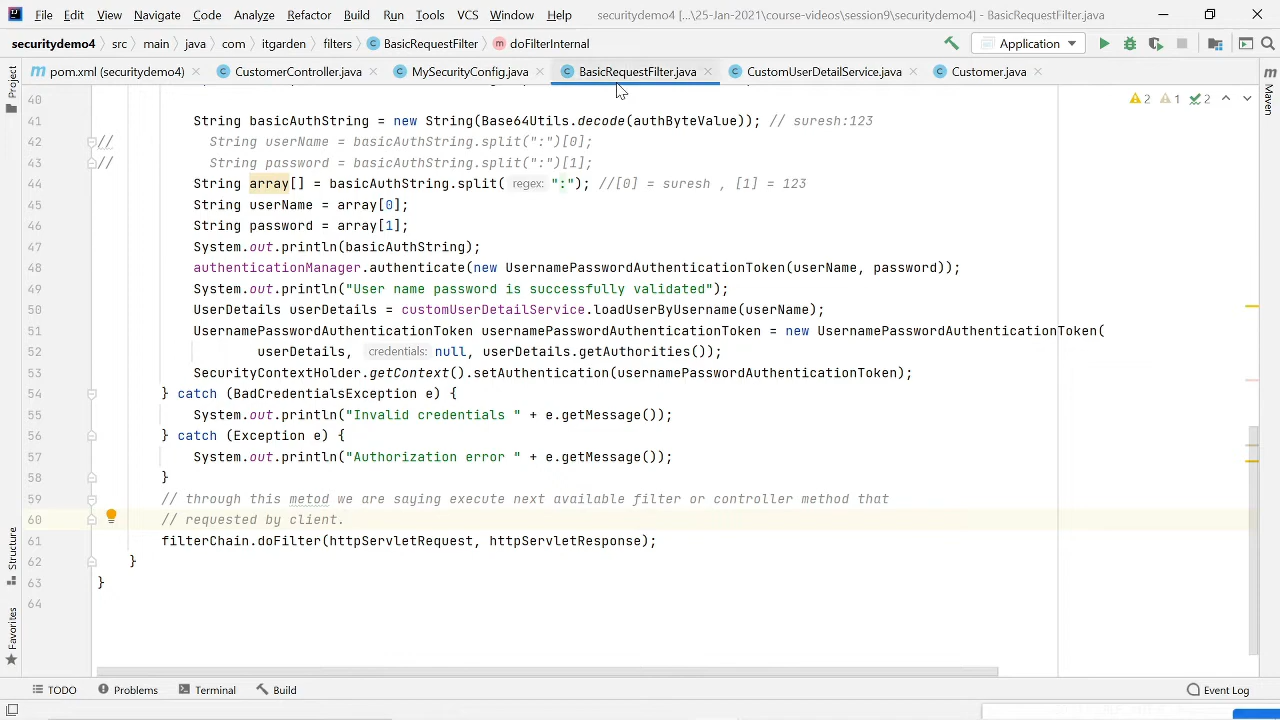 File Edit View Navigate Code Analyze Refactor Build Run Tools VCS Window Help securitydemo4 [...\25-Jan-2021\course-videos\session9\securitydemo4] - BasicRequestFilter.java
securitydemo4 src main java com itgarden filters BasicRequestFilter doFilterInternal Application
pom.xml (securitydemo4) CustomerController.java MySecurityConfig.java BasicRequestFilter.java CustomUserDetailService.java Customer.java
Project
Maven
2 1 2
40
41 String basicAuthString = new String(Base64Utils.decode(authByteValue)); // suresh:123
42 // String userName = basicAuthString.split(":")[0];
43 // String password = basicAuthString.split(":")[1];
44 String array[] = basicAuthString.split( regex: ":"); //[0] = suresh , [1] = 123
45 String userName = array[0];
46 String password = array[1];
47 System.out.println(basicAuthString);
48 authenticationManager.authenticate(new UsernamePasswordAuthenticationToken(userName, password));
49 System.out.println("User name password is successfully validated");
50 UserDetails userDetails = customUserDetailService.loadUserByUsername(userName);
51 UsernamePasswordAuthenticationToken usernamePasswordAuthenticationToken = new UsernamePasswordAuthenticationToken(
52 userDetails, credentials: null, userDetails.getAuthorities());
53 SecurityContextHolder.getContext().setAuthentication(usernamePasswordAuthenticationToken);
54 } catch (BadCredentialsException e) {
55 System.out.println("Invalid credentials " + e.getMessage());
56 } catch (Exception e) {
57 System.out.println("Authorization error " + e.getMessage());
58 }
59 // through this metod we are saying execute next available filter or controller method that
60 // requested by client.
61 filterChain.doFilter(httpServletRequest, httpServletResponse);
62 }
63 }
64
Structure
Favorites
TODO Problems Terminal Build Event Log